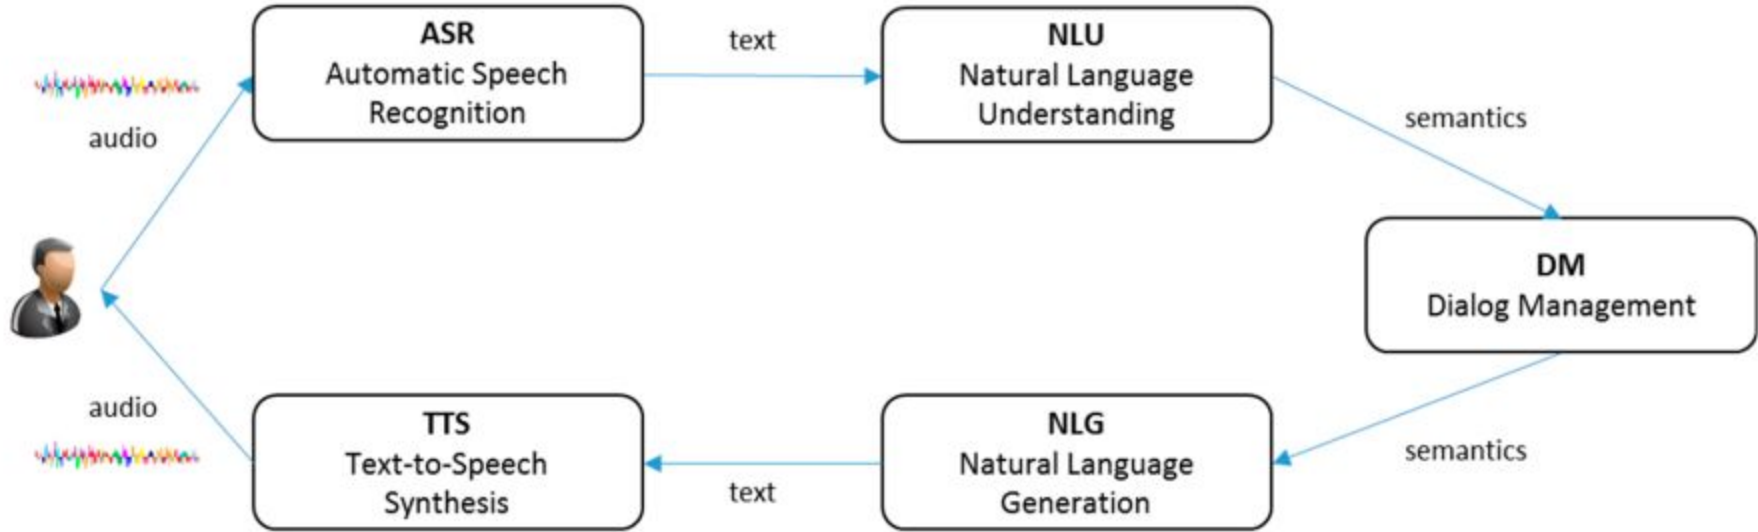 ASR
Automatic Speech
Recognition
text
NLU
Natural Language
Understanding
audio
semantics
DM
Dialog Management
audio
TTS
Text-to-Speech
Synthesis
text
NLG
Natural Language
Generation
semantics